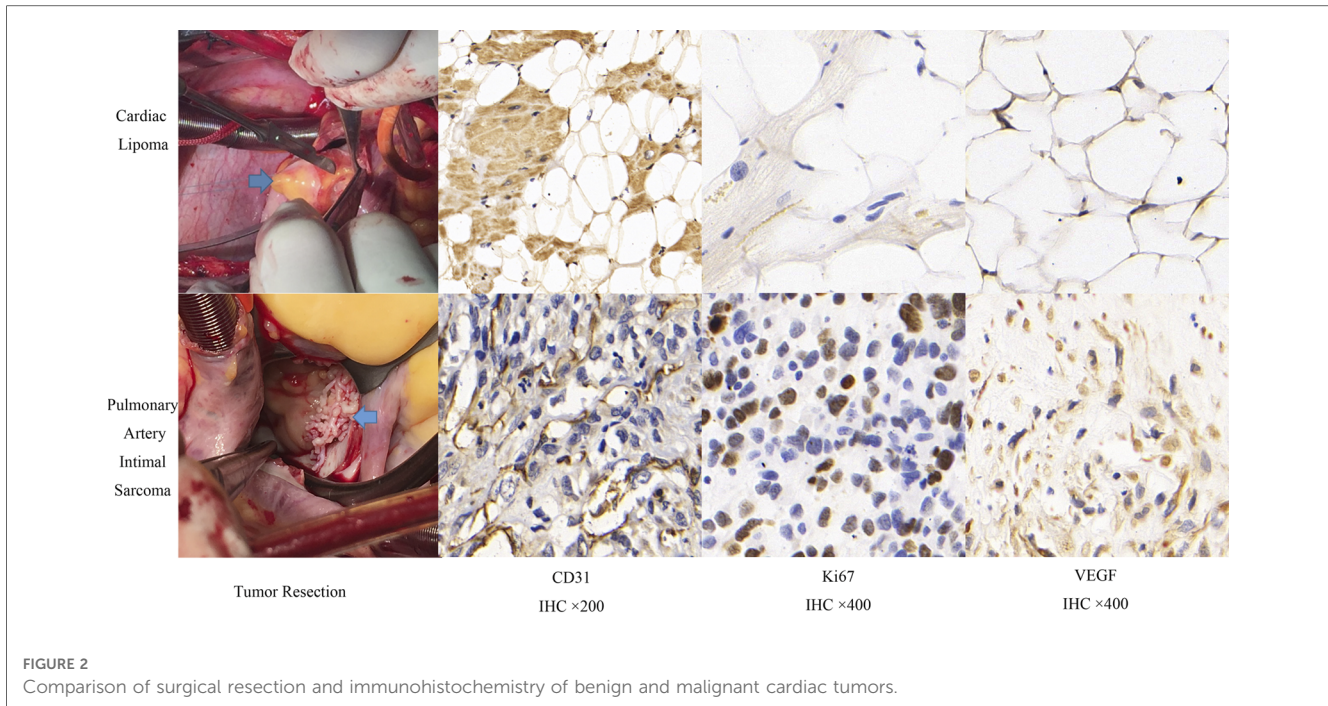 Cardiac
Lipoma
Pulmonary
Artery
Intimal
Sarcoma
Tumor Resection
CD31
IHC ×200
Ki67
IHC ×400
VEGF
IHC ×400
FIGURE 2
Comparison of surgical resection and immunohistochemistry of benign and malignant cardiac tumors.